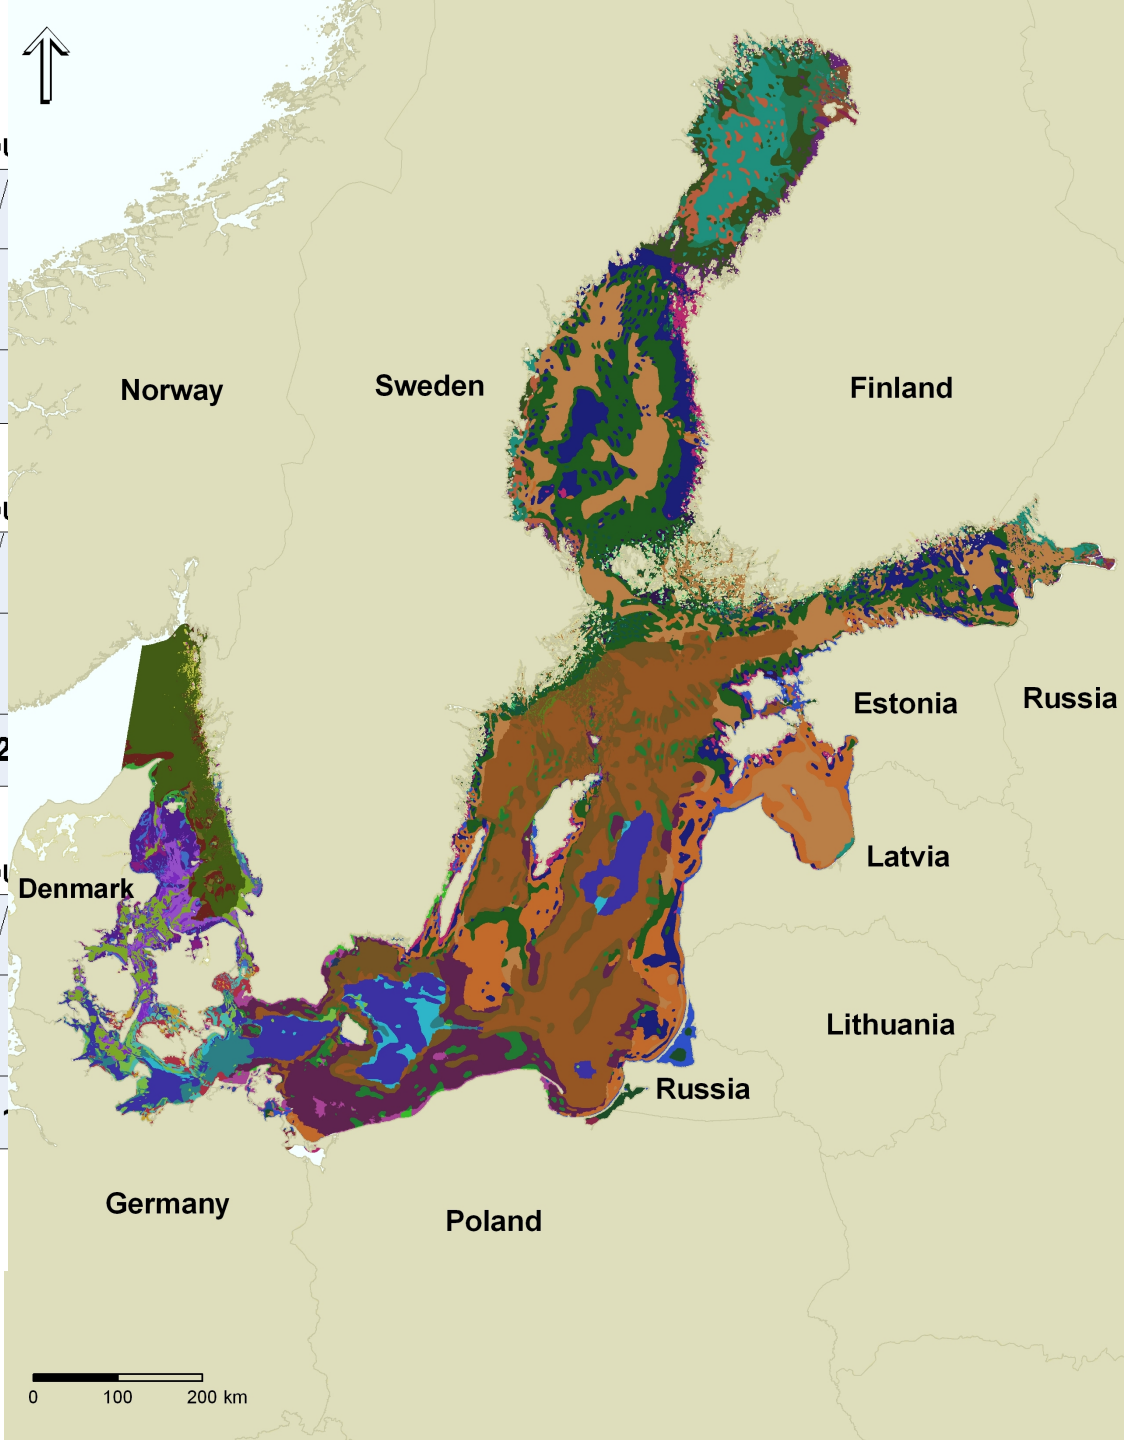 Norway
Sweden
Finland
Estonia
Russia
Latvia
Denmark
Lithuania
Russia
Germany
Poland
0 100 200 km